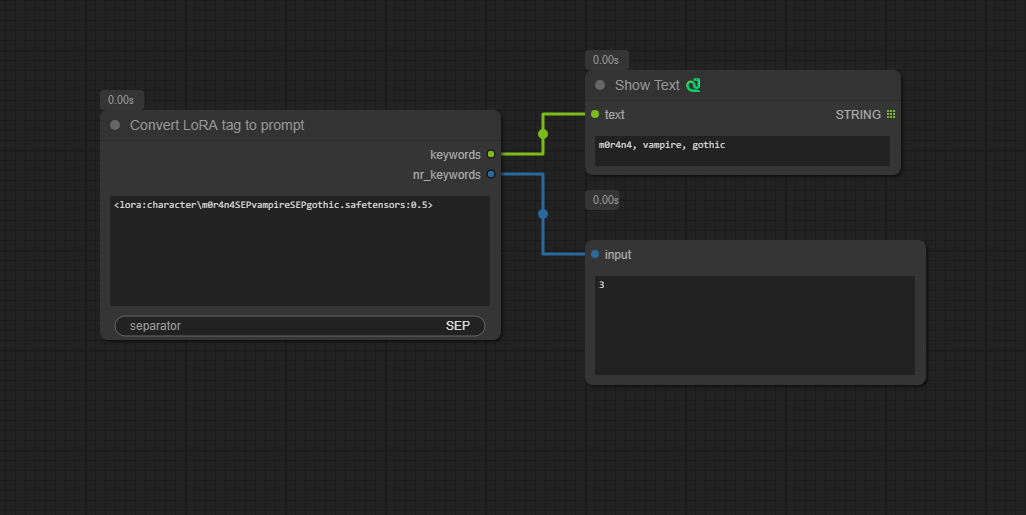 0.00s
Convert LoRA tag to prompt
keywords
nr_keywords
<lora:character\m0r4n4SEPvampireSEPgothic.safetensors:0.5>
separator SEP
0.00s
Show Text
text STRING
m0r4n4, vampire, gothic
0.00s
input
3